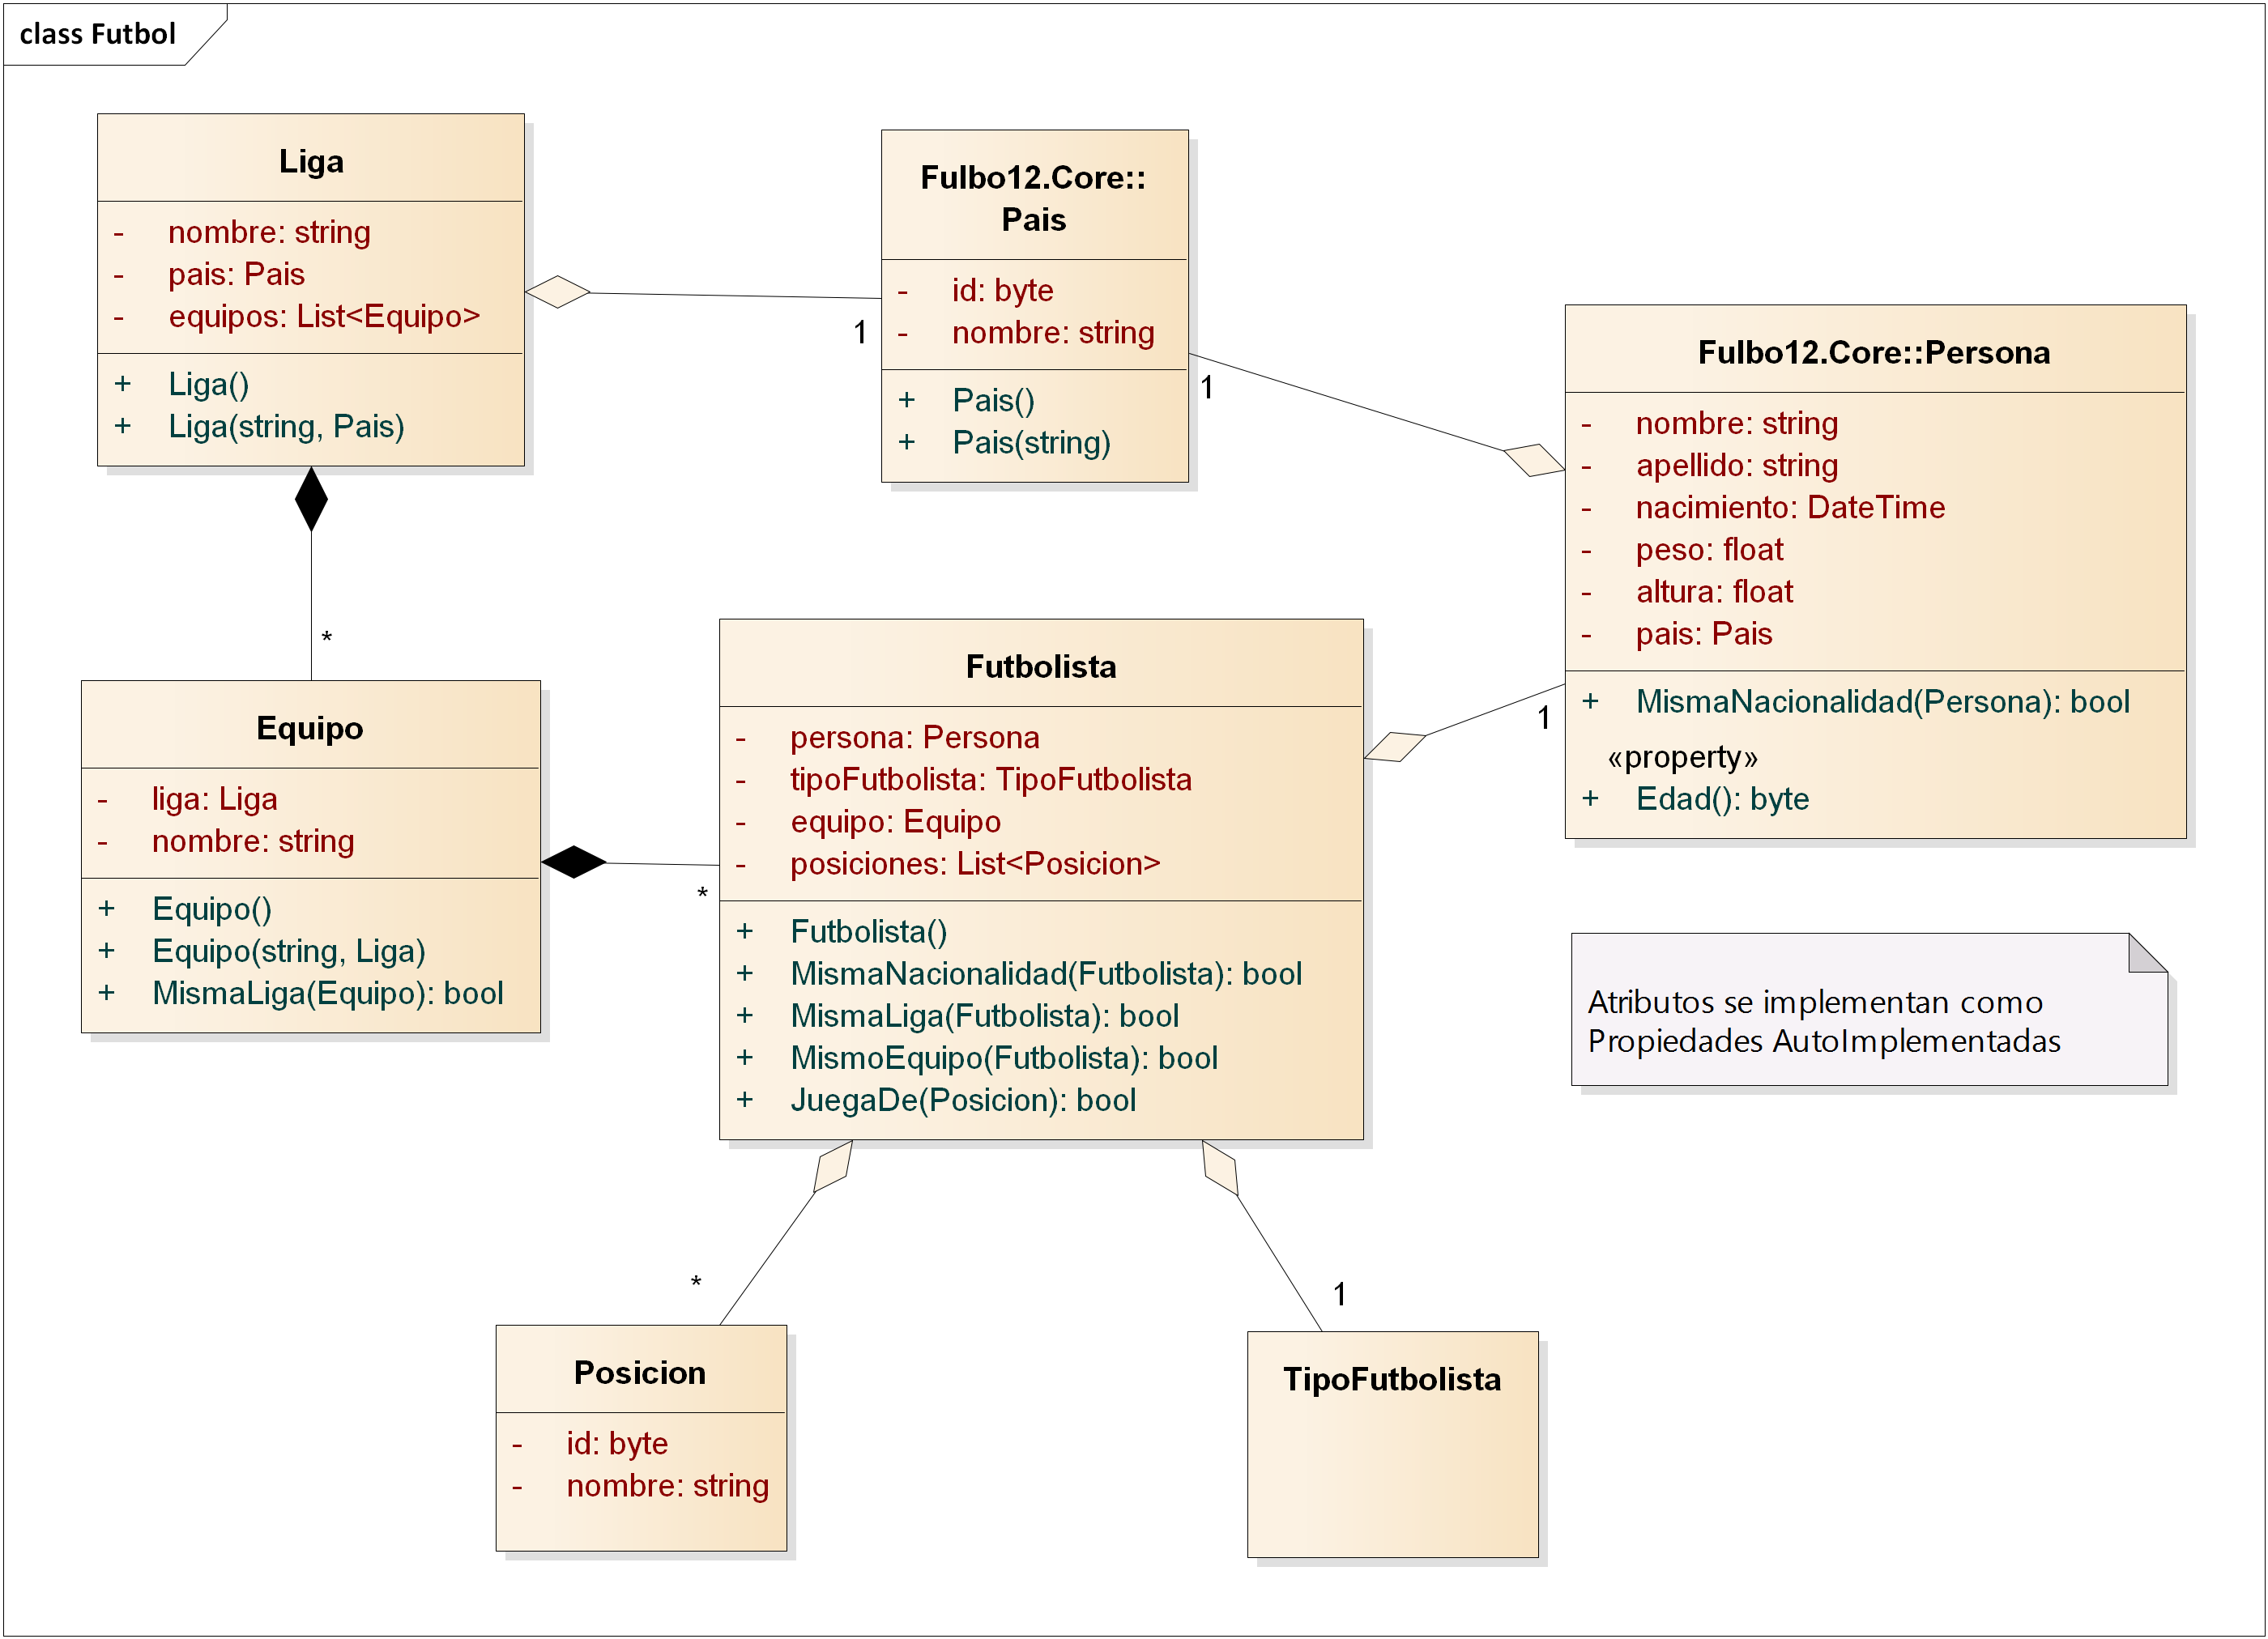 class Futbol
Liga
- nombre: string
- pais: Pais
- equipos: List<Equipo>
+ Liga()
+ Liga(string, Pais)
Fulbo12.Core::
Pais
- id: byte
- nombre: string
+ Pais()
+ Pais(string)
1
1
Fulbo12.Core::Persona
- nombre: string
- apellido: string
- nacimiento: DateTime
- peso: float
- altura: float
- pais: Pais
+ MismaNacionalidad(Persona): bool
«property»
+ Edad(): byte
1
*
Equipo
- liga: Liga
- nombre: string
+ Equipo()
+ Equipo(string, Liga)
+ MismaLiga(Equipo): bool
*
Futbolista
- persona: Persona
- tipoFutbolista: TipoFutbolista
- equipo: Equipo
- posiciones: List<Posicion>
+ Futbolista()
+ MismaNacionalidad(Futbolista): bool
+ MismaLiga(Futbolista): bool
+ MismoEquipo(Futbolista): bool
+ JuegaDe(Posicion): bool
Atributos se implementan como
Propiedades AutoImplementadas
*
1
Posicion
- id: byte
- nombre: string
TipoFutbolista